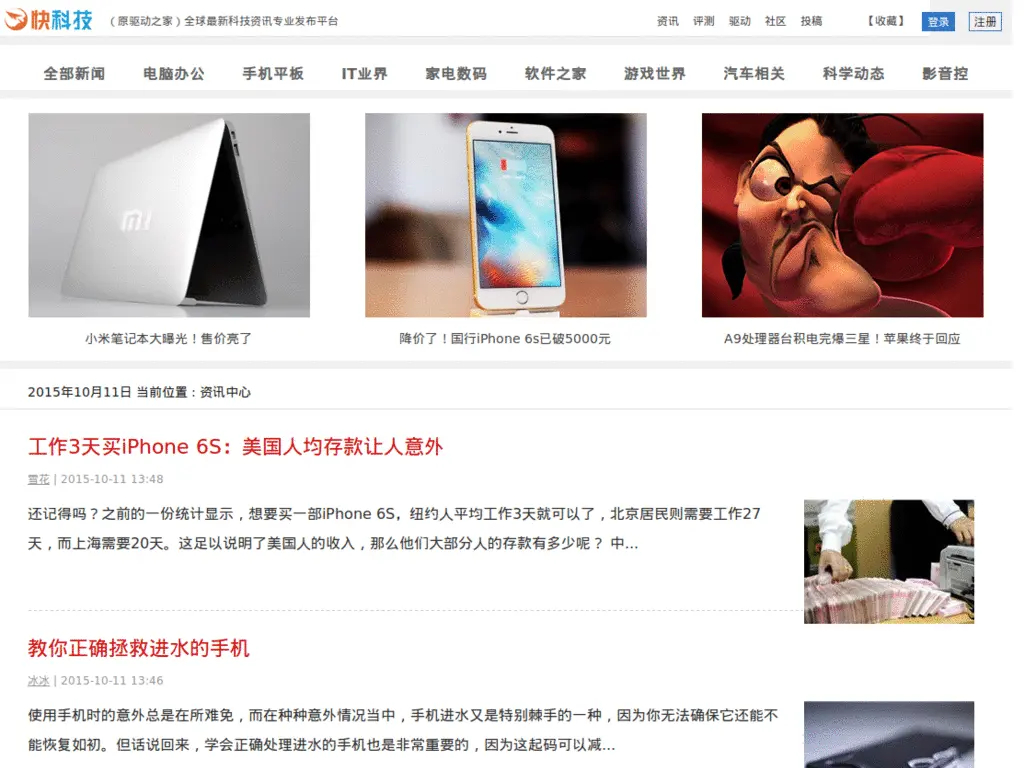 快科技 （原驱动之家）全球最新科技资讯专业发布平台 资讯 评测 驱动 社区 投稿 【收藏】 登录 注册
全部新闻 电脑办公 手机平板 IT业界 家电数码 软件之家 游戏世界 汽车相关 科学动态 影音控
mi
小米笔记本大曝光！售价亮了 降价了！国行iPhone 6s已破5000元 A9处理器台积电完爆三星！苹果终于回应
2015年10月11日 当前位置：资讯中心
工作3天买iPhone 6S：美国人均存款让人意外
雪花 | 2015-10-11 13:48
还记得吗？之前的一份统计显示，想要买一部iPhone 6S，纽约人平均工作3天就可以了，北京居民则需要工作27
天，而上海需要20天。这足以说明了美国人的收入，那么他们大部分人的存款有多少呢？ 中...
教你正确拯救进水的手机
冰冰 | 2015-10-11 13:46
使用手机时的意外总是在所难免，而在种种意外情况当中，手机进水又是特别棘手的一种，因为你无法确保它还能不
能恢复如初。但话说回来，学会正确处理进水的手机也是非常重要的，因为这起码可以减...